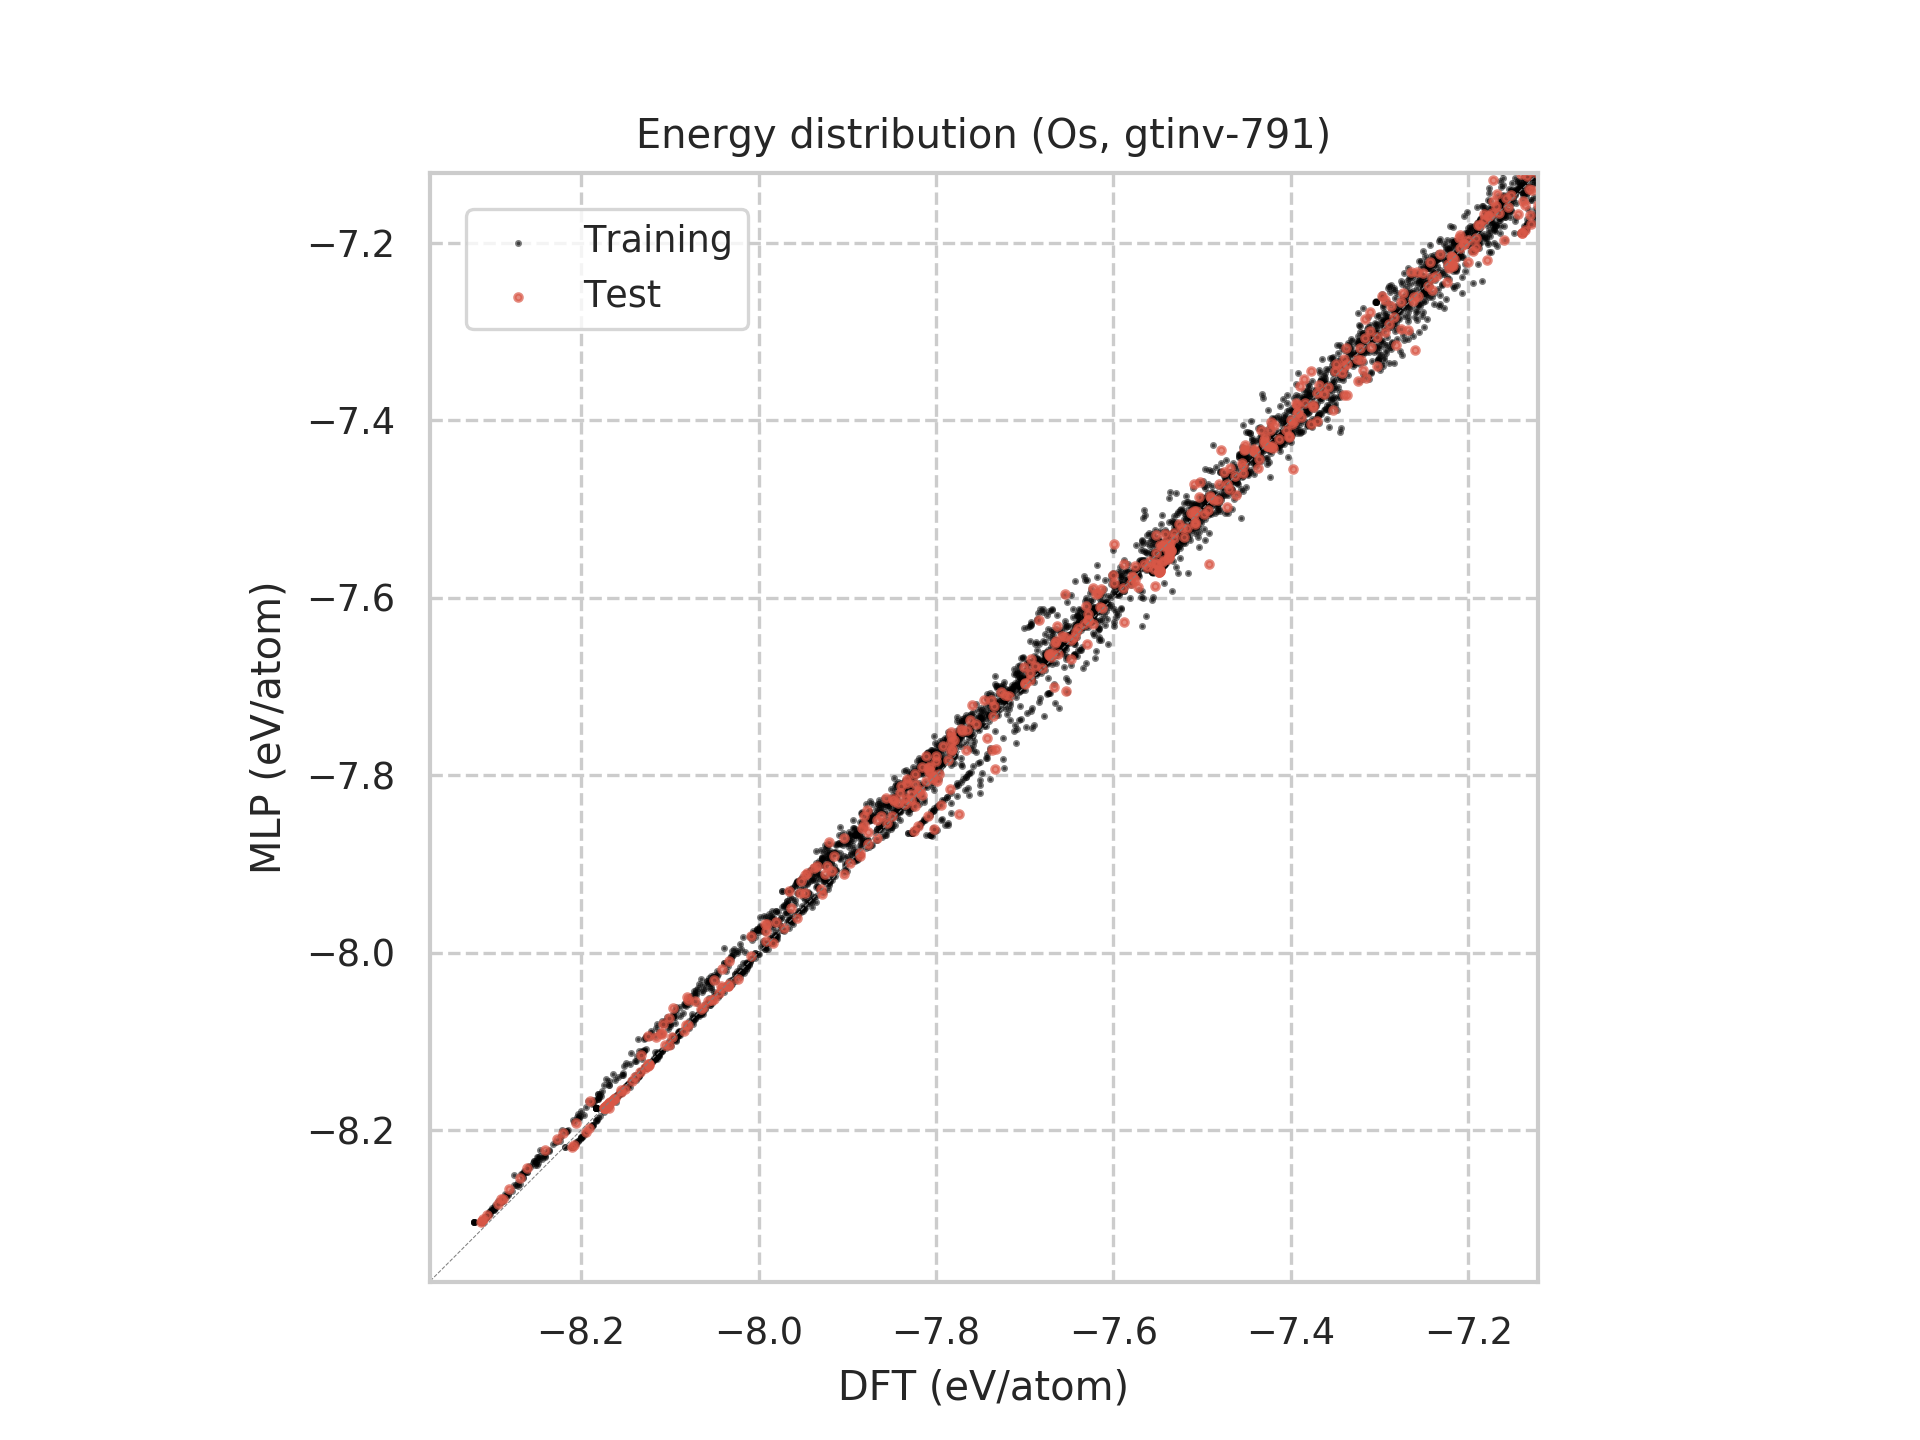 Energy distribution (Os, gtinv-791)
Training
Test
MLP (eV/atom)
−7.2
−7.4
−7.6
−7.8
−8.0
−8.2
−8.2 −8.0 −7.8 −7.6 −7.4 −7.2
DFT (eV/atom)